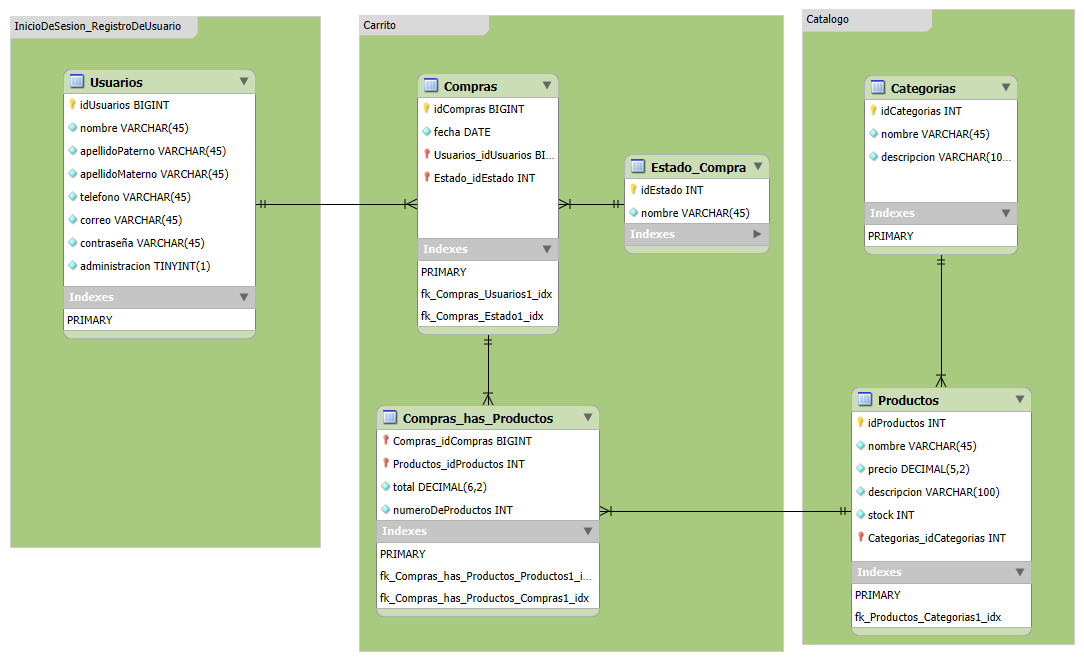 InicioDeSesion_RegistroDeUsuario
Usuarios
idUsuarios BIGINT
nombre VARCHAR(45)
apellidoPaterno VARCHAR(45)
apellidoMaterno VARCHAR(45)
telefono VARCHAR(45)
correo VARCHAR(45)
contraseña VARCHAR(45)
administracion TINYINT(1)
Indexes
PRIMARY
Carrito
Compras
idCompras BIGINT
fecha DATE
Usuarios_idUsuarios BI...
Estado_idEstado INT
Indexes
PRIMARY
fk_Compras_Usuarios1_idx
fk_Compras_Estado1_idx
Estado_Compra
idEstado INT
nombre VARCHAR(45)
Indexes
Compras_has_Productos
Compras_idCompras BIGINT
Productos_idProductos INT
total DECIMAL(6,2)
numeroDeProductos INT
Indexes
PRIMARY
fk_Compras_has_Productos_Productos1_i...
fk_Compras_has_Productos_Compras1_idx
Catalogo
Categorias
idCategorias INT
nombre VARCHAR(45)
descripcion VARCHAR(10...
Indexes
PRIMARY
Productos
idProductos INT
nombre VARCHAR(45)
precio DECIMAL(5,2)
descripcion VARCHAR(100)
stock INT
Categorias_idCategorias INT
Indexes
PRIMARY
fk_Productos_Categorias1_idx